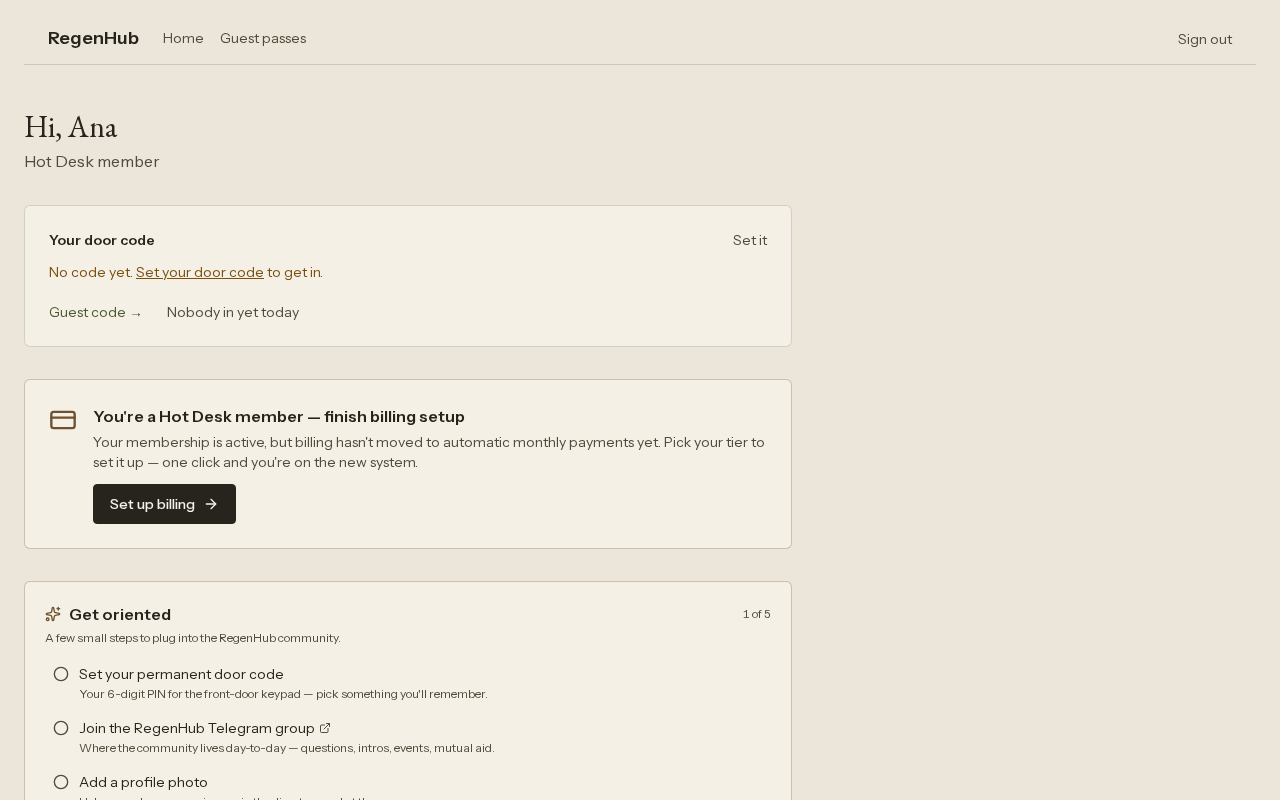 RegenHub Home Guest passes Sign out
Hi, Ana
Hot Desk member
Your door code Set it
No code yet. Set your door code to get in.
Guest code → Nobody in yet today
You're a Hot Desk member — finish billing setup
Your membership is active, but billing hasn't moved to automatic monthly payments yet. Pick your tier to
set it up — one click and you're on the new system.
Set up billing →
Get oriented 1 of 5
A few small steps to plug into the RegenHub community.
Set your permanent door code
Your 6-digit PIN for the front-door keypad — pick something you'll remember.
Join the RegenHub Telegram group
Where the community lives day-to-day — questions, intros, events, mutual aid.
Add a profile photo